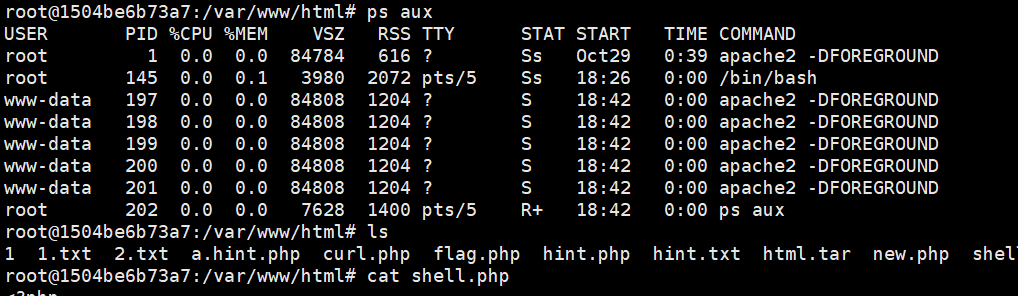 root@1504be6b73a7:/var/www/html# ps aux
USER PID %CPU %MEM VSZ RSS TTY STAT START TIME COMMAND
root 1 0.0 0.0 84784 616 ? Ss Oct29 0:39 apache2 -DFOREGROUND
root 145 0.0 0.1 3980 2072 pts/5 Ss 18:26 0:00 /bin/bash
www-data 197 0.0 0.0 84808 1204 ? S 18:42 0:00 apache2 -DFOREGROUND
www-data 198 0.0 0.0 84808 1204 ? S 18:42 0:00 apache2 -DFOREGROUND
www-data 199 0.0 0.0 84808 1204 ? S 18:42 0:00 apache2 -DFOREGROUND
www-data 200 0.0 0.0 84808 1204 ? S 18:42 0:00 apache2 -DFOREGROUND
www-data 201 0.0 0.0 84808 1204 ? S 18:42 0:00 apache2 -DFOREGROUND
root 202 0.0 0.0 7628 1400 pts/5 R+ 18:42 0:00 ps aux
root@1504be6b73a7:/var/www/html# ls
1 1.txt 2.txt a.hint.php curl.php flag.php hint.php hint.txt html.tar new.php shel
root@1504be6b73a7:/var/www/html# cat shell.php